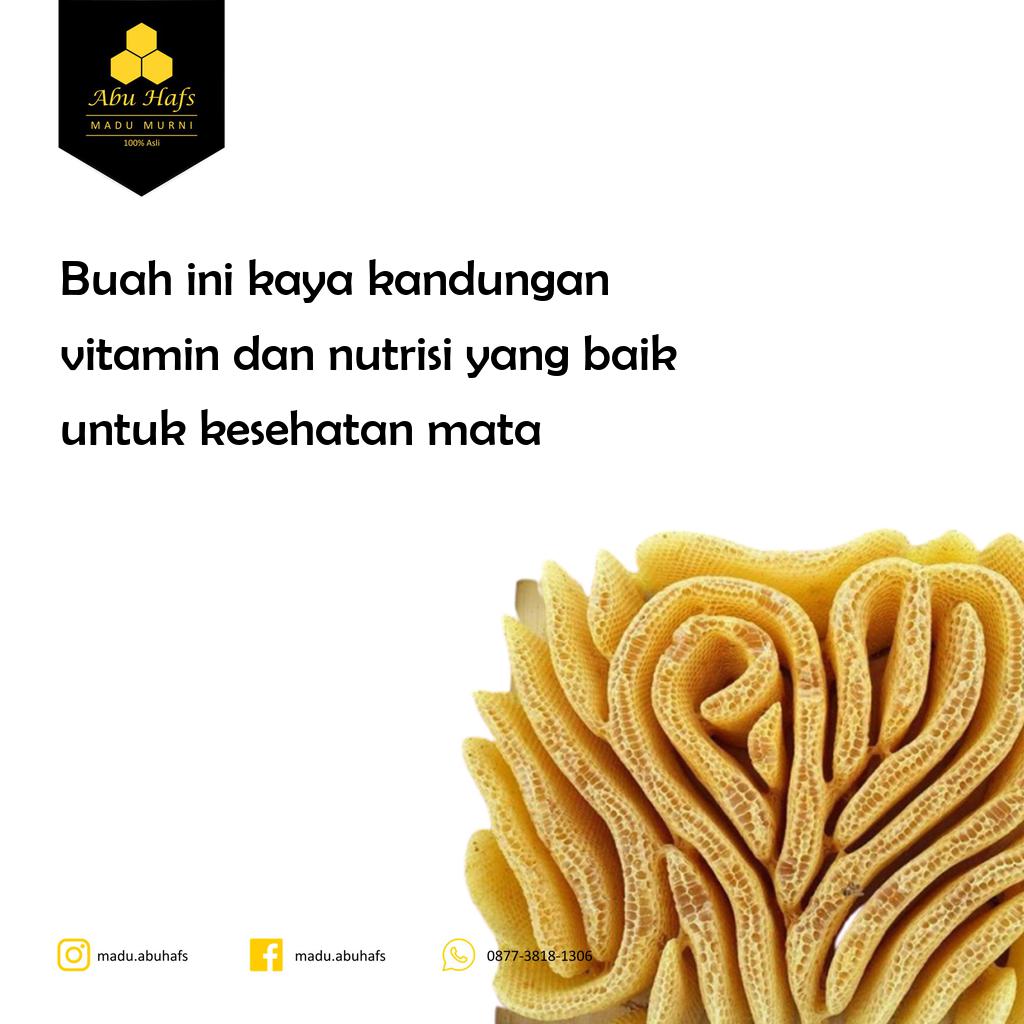 Abu Hafs
MADU MURNI
100% Asli
Buah ini kaya kandungan
vitamin dan nutrisi yang baik
untuk kesehatan mata
madu.abuhafs
madu.abuhafs
0877-3818-1306